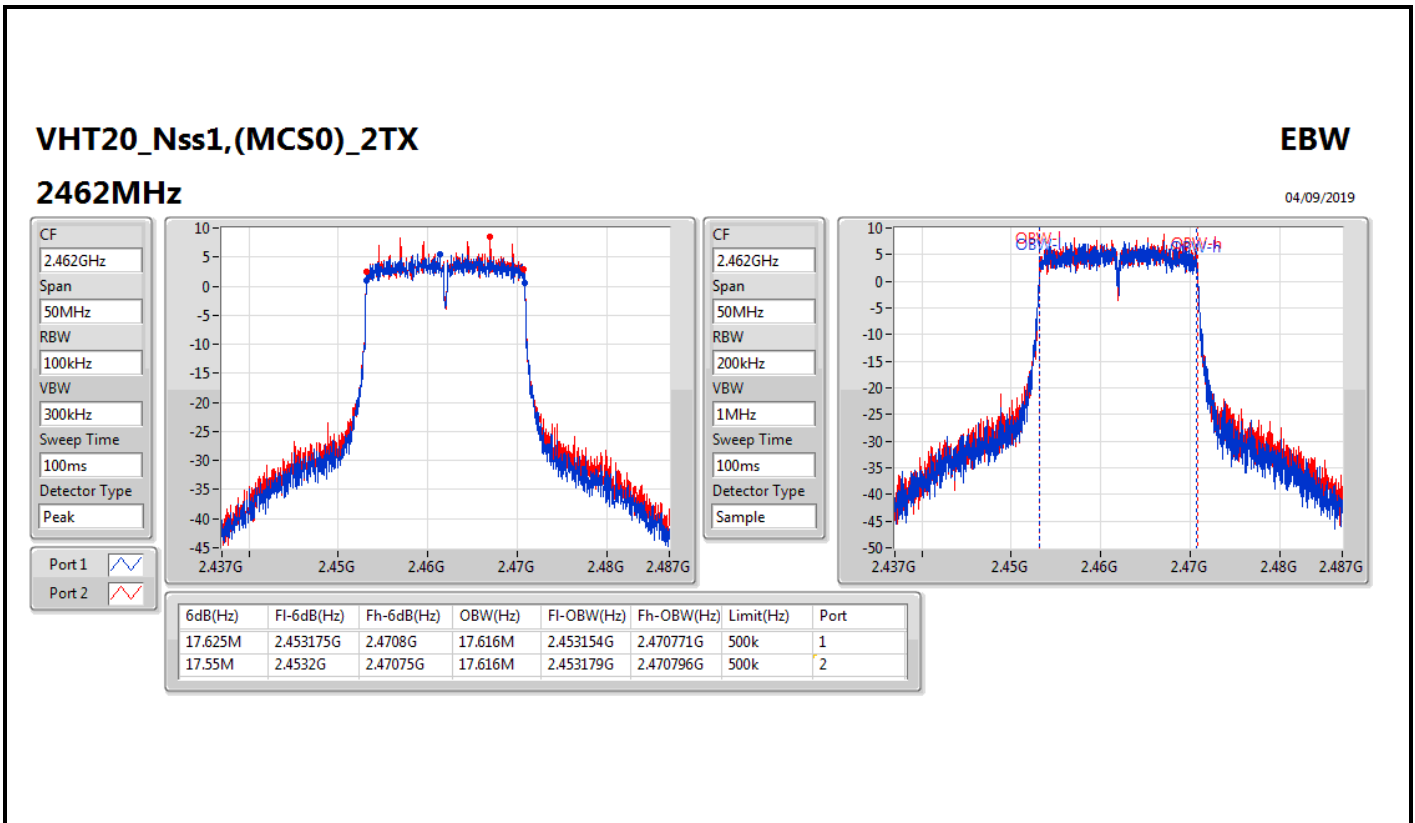 VHT20_Nss1,(MCS0)_2TX
EBW
2462MHz
04/09/2019
CF
2.462GHz
Span
50MHz
RBW
100kHz
VBW
300kHz
Sweep Time
100ms
Detector Type
Peak
Port 1
Port 2
10
5
0
-5
-10
-15
-20
-25
-30
-35
-40
-45
2.437G 2.45G 2.46G 2.47G 2.48G 2.487G
CF
2.462GHz
Span
50MHz
RBW
200kHz
VBW
1MHz
Sweep Time
100ms
Detector Type
Sample
10
5
0
-5
-10
-15
-20
-25
-30
-35
-40
-45
-50
OBW-l OBW-h
OBW-l OBW-h
2.437G 2.45G 2.46G 2.47G 2.48G 2.487G
6dB(Hz) Fl-6dB(Hz) Fh-6dB(Hz) OBW(Hz) Fl-OBW(Hz) Fh-OBW(Hz) Limit(Hz) Port
17.625M 2.453175G 2.4708G 17.616M 2.453154G 2.470771G 500k 1
17.55M 2.4532G 2.47075G 17.616M 2.453179G 2.470796G 500k 2